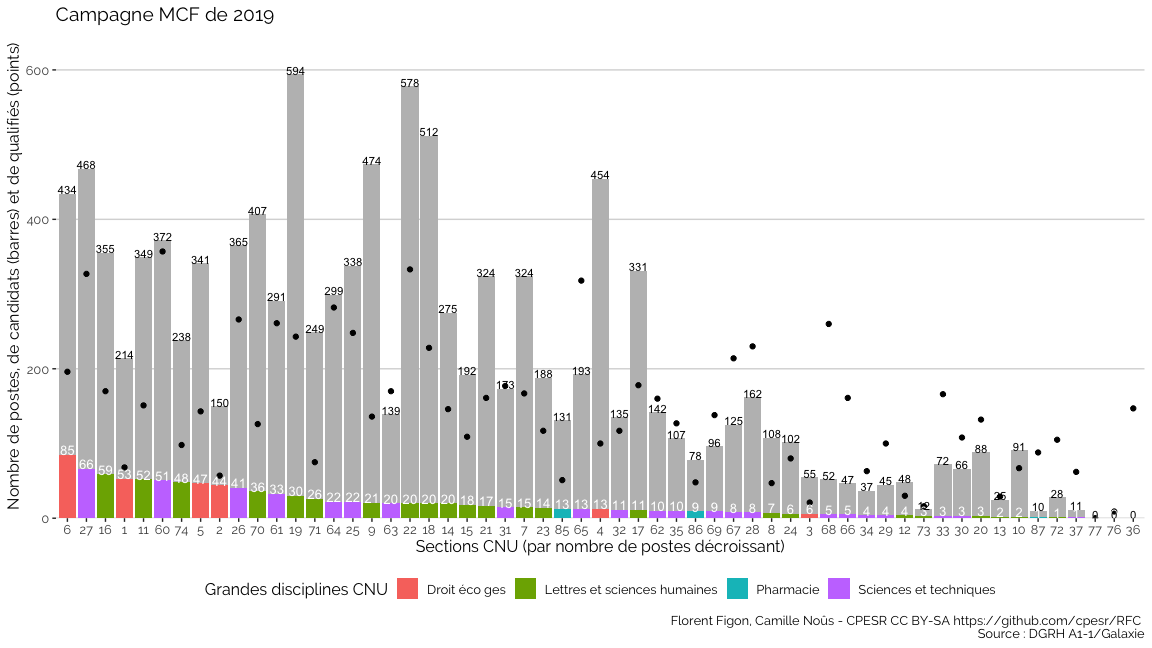 Campagne MCF de 2019
Nombre de postes, de candidats (barres) et de qualifiés (points)
600
400
200
0
434 468 355 214 349 372 238 341 150 365 407 291 594 249 299 338 474 139 578 512 275 192 324 173 324 188 131 193 454 135 331 142 107 78 96 125 162 108 102 55 52 47 37 45 48 12 72 66 88 25 91 10 28 11 0 0
85 66 59 53 52 51 48 47 44 41 36 33 30 26 22 22 21 20 20 20 20 18 17 15 15 14 13 13 13 11 11 10 10 9 9 8 8 7 6 6 5 5 4 4 4 3 3 3 3 2 2 1 1 1
6 27 16 1 11 60 74 5 2 26 70 61 19 71 64 25 9 63 22 18 14 15 21 31 7 23 85 65 4 32 17 62 35 86 69 67 28 8 24 3 68 66 34 29 12 73 33 30 20 13 10 87 72 37 77 76 36
Sections CNU (par nombre de postes décroissant)
Grandes disciplines CNU Droit éco ges Lettres et sciences humaines Pharmacie Sciences et techniques
Florent Figon, Camille Noûs - CPESR CC BY-SA https://github.com/cpesr/RFC
Source : DGRH A1-1/Galaxie